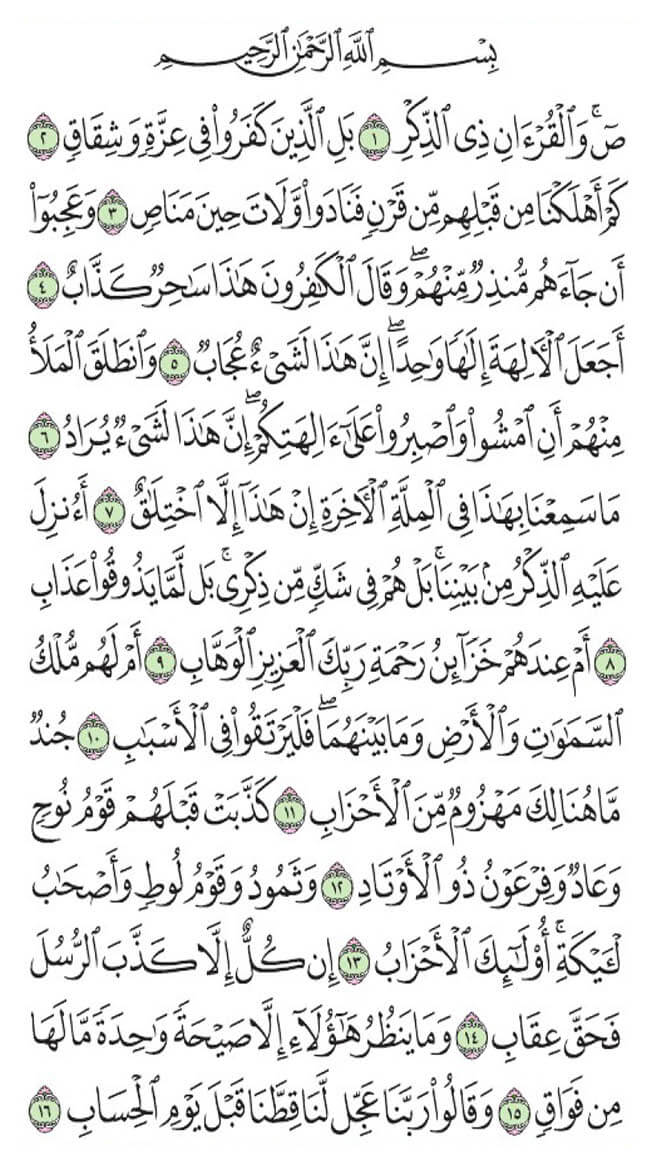 بِسْمِ ٱللَّهِ ٱلرَّحْمَٰنِ ٱلرَّحِيمِ
صٓۚ وَٱلْقُرْءَانِ ذِى ٱلذِّكْرِ ١ بَلِ ٱلَّذِينَ كَفَرُوا۟ فِى عِزَّةٍ وَشِقَاقٍ ٢
كَمْ أَهْلَكْنَا مِن قَبْلِهِم مِّن قَرْنٍ فَنَادَوا۟ وَّلَاتَ حِينَ مَنَاصٍ ٣ وَعَجِبُوٓا۟
أَن جَآءَهُم مُّنذِرٌ مِّنْهُمْۖ وَقَالَ ٱلْكَٰفِرُونَ هَٰذَا سَٰحِرٌ كَذَّابٌ ٤
أَجَعَلَ ٱلْءَالِهَةَ إِلَٰهًا وَٰحِدًاۖ إِنَّ هَٰذَا لَشَىْءٌ عُجَابٌ ٥ وَٱنطَلَقَ ٱلْمَلَأُ
مِنْهُمْ أَنِ ٱمْشُوا۟ وَٱصْبِرُوا۟ عَلَىٰٓ ءَالِهَتِكُمْۖ إِنَّ هَٰذَا لَشَىْءٌ يُرَادُ ٦
مَا سَمِعْنَا بِهَٰذَا فِى ٱلْمِلَّةِ ٱلْءَاخِرَةِ إِنْ هَٰذَآ إِلَّا ٱخْتِلَٰقٌ ٧ أَءُنزِلَ
عَلَيْهِ ٱلذِّكْرُ مِنۢ بَيْنِنَاۚ بَلْ هُمْ فِى شَكٍّ مِّن ذِكْرِىۚ بَل لَّمَّا يَذُوقُوا۟ عَذَابِ
٨ أَمْ عِندَهُمْ خَزَآئِنُ رَحْمَةِ رَبِّكَ ٱلْعَزِيزِ ٱلْوَهَّابِ ٩ أَمْ لَهُم مُّلْكُ
ٱلسَّمَٰوَٰتِ وَٱلْأَرْضِ وَمَا بَيْنَهُمَاۖ فَلْيَرْتَقُوا۟ فِى ٱلْأَسْبَٰبِ ١٠ جُندٌ
مَّا هُنَالِكَ مَهْزُومٌ مِّنَ ٱلْأَحْزَابِ ١١ كَذَّبَتْ قَبْلَهُمْ قَوْمُ نُوحٍ
وَعَادٌ وَفِرْعَوْنُ ذُو ٱلْأَوْتَادِ ١٢ وَثَمُودُ وَقَوْمُ لُوطٍ وَأَصْحَٰبُ
لْـَٔيْكَةِۚ أُو۟لَٰٓئِكَ ٱلْأَحْزَابُ ١٣ إِن كُلٌّ إِلَّا كَذَّبَ ٱلرُّسُلَ
فَحَقَّ عِقَابِ ١٤ وَمَا يَنظُرُ هَٰٓؤُلَآءِ إِلَّا صَيْحَةً وَٰحِدَةً مَّا لَهَا
مِن فَوَاقٍ ١٥ وَقَالُوا۟ رَبَّنَا عَجِّل لَّنَا قِطَّنَا قَبْلَ يَوْمِ ٱلْحِسَابِ ١٦